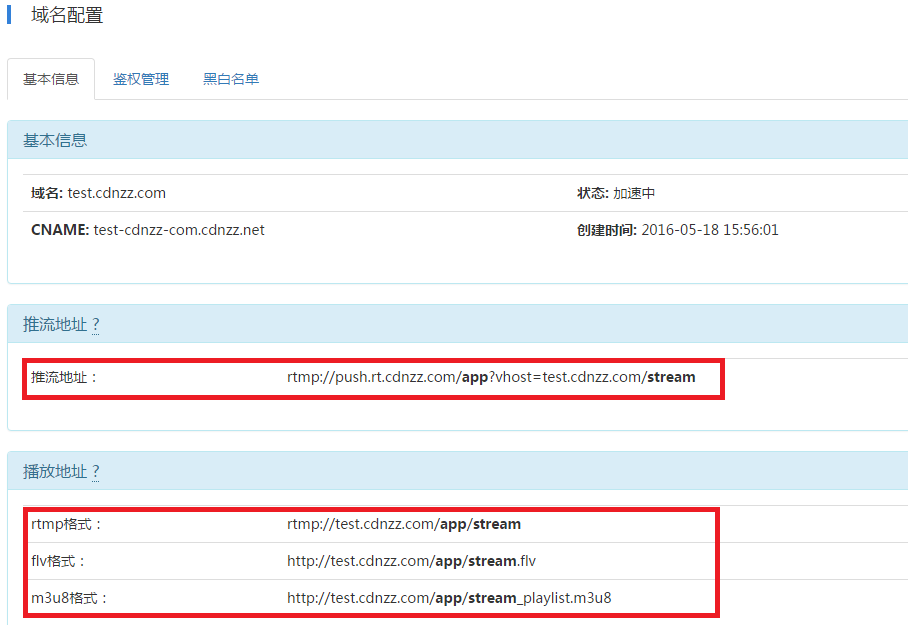 域名配置
基本信息 鉴权管理 黑白名单
基本信息
域名: test.cdnzz.com 状态: 加速中
CNAME: test-cdnzz-com.cdnzz.net 创建时间: 2016-05-18 15:56:01
推流地址 ?
推流地址： rtmp://push.rt.cdnzz.com/app?vhost=test.cdnzz.com/stream
播放地址 ?
rtmp格式： rtmp://test.cdnzz.com/app/stream
flv格式： http://test.cdnzz.com/app/stream.flv
m3u8格式： http://test.cdnzz.com/app/stream_playlist.m3u8